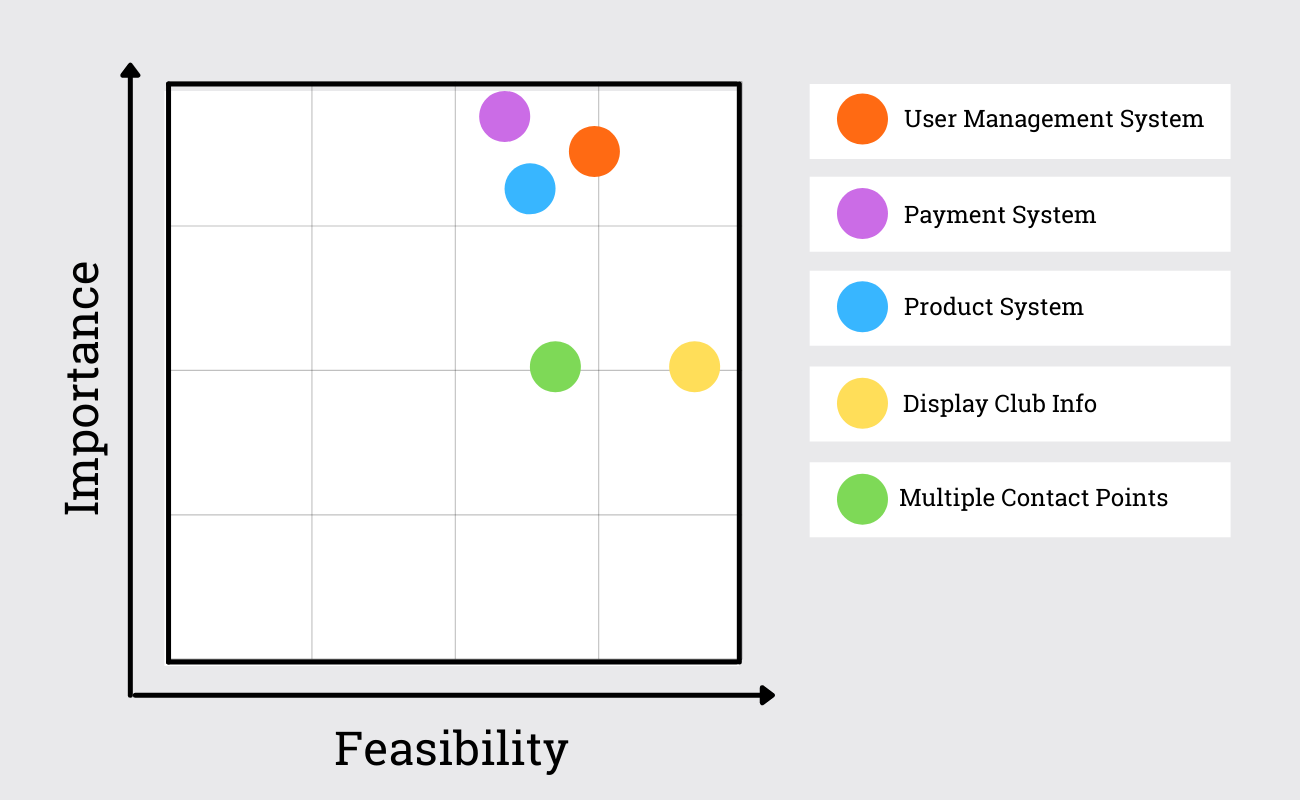 Importance
Feasibility
User Management System
Payment System
Product System
Display Club Info
Multiple Contact Points